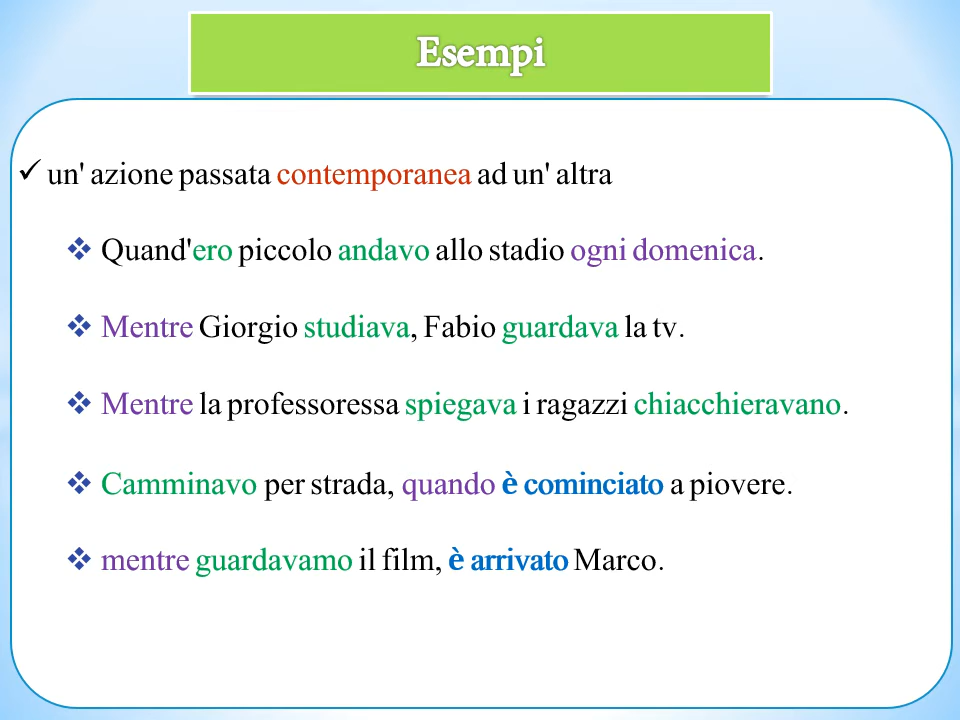 Esempi
✓ un' azione passata contemporanea ad un' altra
❖ Quand'ero piccolo andavo allo stadio ogni domenica.
❖ Mentre Giorgio studiava, Fabio guardava la tv.
❖ Mentre la professoressa spiegava i ragazzi chiacchieravano.
❖ Camminavo per strada, quando è cominciato a piovere.
❖ mentre guardavamo il film, è arrivato Marco.